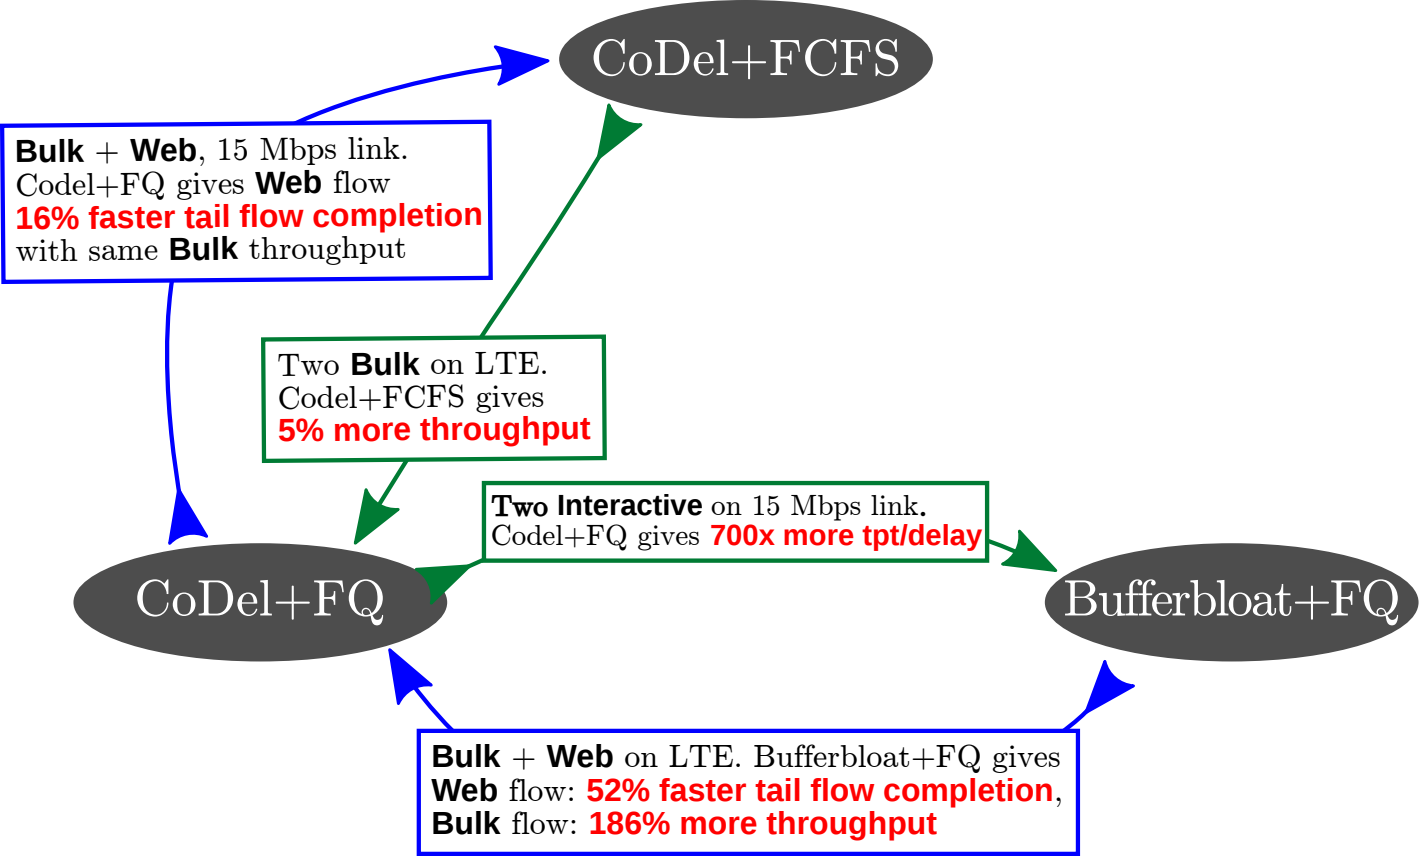 CoDel+FCFS
Bulk + Web, 15 Mbps link.
Codel+FQ gives Web flow
16% faster tail flow completion
with same Bulk throughput
Two Bulk on LTE.
Codel+FCFS gives
5% more throughput
Two Interactive on 15 Mbps link.
Codel+FQ gives 700x more tpt/delay
CoDel+FQ
Bufferbloat+FQ
Bulk + Web on LTE. Bufferbloat+FQ gives
Web flow: 52% faster tail flow completion,
Bulk flow: 186% more throughput